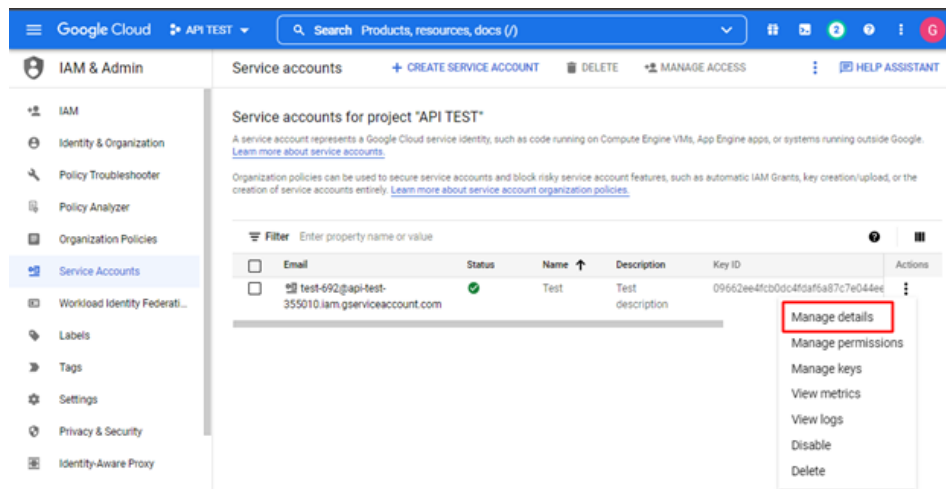 Google Cloud API TEST Search Products, resources, docs (/) 2 G
IAM & Admin
Service accounts + CREATE SERVICE ACCOUNT DELETE MANAGE ACCESS HELP ASSISTANT
IAM
Identity & Organization
Policy Troubleshooter
Policy Analyzer
Organization Policies
Service Accounts
Workload Identity Federati...
Labels
Tags
Settings
Privacy & Security
Identity-Aware Proxy
Service accounts for project "API TEST"
A service account represents a Google Cloud service identity, such as code running on Compute Engine VMs, App Engine apps, or systems running outside Google.
Learn more about service accounts.
Organization policies can be used to secure service accounts and block risky service account features, such as automatic IAM Grants, key creation/upload, or the
creation of service accounts entirely. Learn more about service account organization policies.
Filter Enter property name or value
Email Status Name Description Key ID Actions
test-692@api-test- Test Test 09662ee4fcb0dc4fdaf6a87c7e044ee
355010.iam.gserviceaccount.com description
Manage details
Manage permissions
Manage keys
View metrics
View logs
Disable
Delete